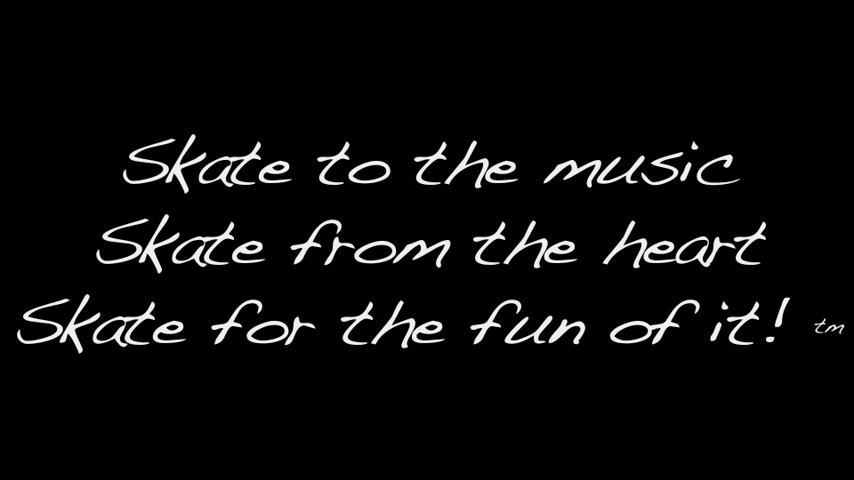 Skate to the music
Skate from the heart
Skate for the fun of it! tm